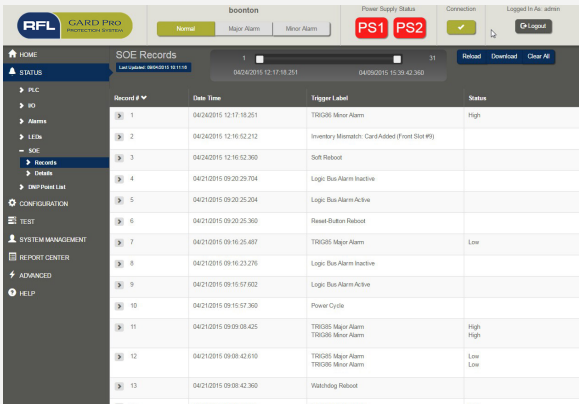 RFL GARD PRO
PROTECTION SYSTEM
boonton
Normal Major Alarm Minor Alarm
Power Supply Status
PS1 PS2
Connection
Logged In As: admin
Logout
HOME
STATUS
PLC
I/O
Alarms
LEDs
SOE
Records
Details
DNP Point List
CONFIGURATION
TEST
SYSTEM MANAGEMENT
REPORT CENTER
ADVANCED
HELP
SOE Records
Last Updated: 09/04/2015 10:11:16
1 31
04/24/2015 12:17:18.251 04/09/2015 15:39:42.360
Reload Download Clear All
Record # Date Time Trigger Label Status
1 04/24/2015 12:17:18.251 TRIG86 Minor Alarm High
2 04/24/2015 12:16:52.212 Inventory Mismatch: Card Added (Front Slot #9)
3 04/24/2015 12:16:52.360 Soft Reboot
4 04/21/2015 09:20:29.704 Logic Bus Alarm Inactive
5 04/21/2015 09:20:25.204 Logic Bus Alarm Active
6 04/21/2015 09:20:25.360 Reset-Button Reboot
7 04/21/2015 09:16:25.487 TRIG85 Major Alarm Low
8 04/21/2015 09:16:23.276 Logic Bus Alarm Inactive
9 04/21/2015 09:15:57.602 Logic Bus Alarm Active
10 04/21/2015 09:15:57.360 Power Cycle
11 04/21/2015 09:09:08.425 TRIG85 Major Alarm High
TRIG86 Minor Alarm High
12 04/21/2015 09:08:42.610 TRIG85 Major Alarm Low
TRIG86 Minor Alarm Low
13 04/21/2015 09:08:42.360 Watchdog Reboot